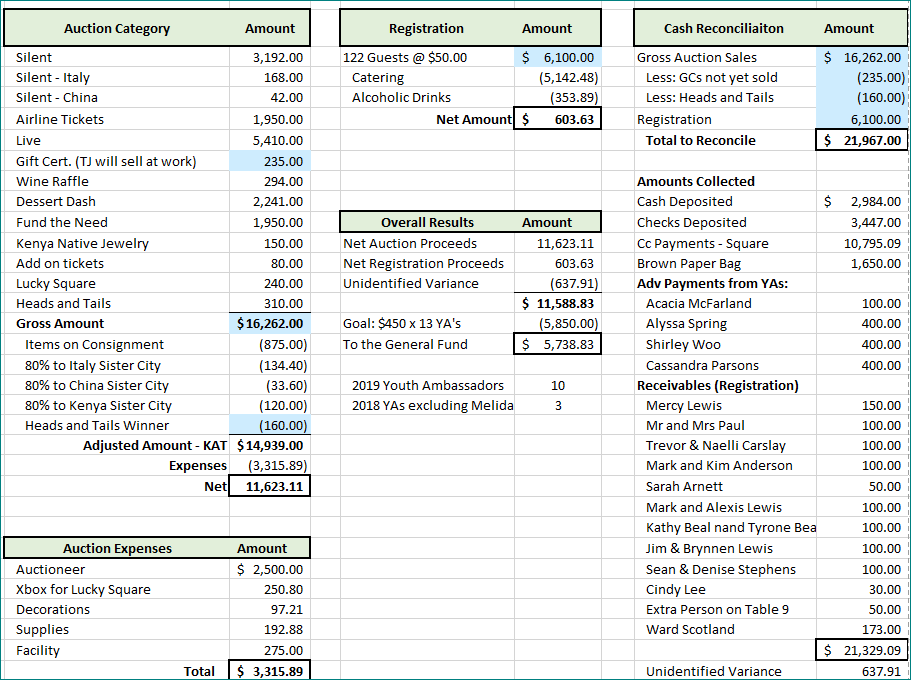 Auction Category Amount
Silent 3,192.00
Silent - Italy 168.00
Silent - China 42.00
Airline Tickets 1,950.00
Live 5,410.00
Gift Cert. (TJ will sell at work) 235.00
Wine Raffle 294.00
Dessert Dash 2,241.00
Fund the Need 1,950.00
Kenya Native Jewelry 150.00
Add on tickets 80.00
Lucky Square 240.00
Heads and Tails 310.00
Gross Amount $16,262.00
Items on Consignment (875.00)
80% to Italy Sister City (134.40)
80% to China Sister City (33.60)
80% to Kenya Sister City (120.00)
Heads and Tails Winner (160.00)
Adjusted Amount - KAT $14,939.00
Expenses (3,315.89)
Net 11,623.11
Auction Expenses Amount
Auctioneer $ 2,500.00
Xbox for Lucky Square 250.80
Decorations 97.21
Supplies 192.88
Facility 275.00
Total $ 3,315.89
Registration Amount
122 Guests @ $50.00 $ 6,100.00
Catering (5,142.48)
Alcoholic Drinks (353.89)
Net Amount $ 603.63
Overall Results Amount
Net Auction Proceeds 11,623.11
Net Registration Proceeds 603.63
Unidentified Variance (637.91)
$ 11,588.83
Goal: $450 x 13 YA's (5,850.00)
To the General Fund $ 5,738.83
2019 Youth Ambassadors 10
2018 YAs excluding Melida 3
Cash Reconciliaiton Amount
Gross Auction Sales $ 16,262.00
Less: GCs not yet sold (235.00)
Less: Heads and Tails (160.00)
Registration 6,100.00
Total to Reconcile $ 21,967.00
Amounts Collected
Cash Deposited $ 2,984.00
Checks Deposited 3,447.00
Cc Payments - Square 10,795.09
Brown Paper Bag 1,650.00
Adv Payments from YAs:
Acacia McFarland 100.00
Alyssa Spring 400.00
Shirley Woo 400.00
Cassandra Parsons 400.00
Receivables (Registration)
Mercy Lewis 150.00
Mr and Mrs Paul 100.00
Trevor & Naelli Carslay 100.00
Mark and Kim Anderson 100.00
Sarah Arnett 50.00
Mark and Alexis Lewis 100.00
Kathy Beal nand Tyrone Bea 100.00
Jim & Brynnen Lewis 100.00
Sean & Denise Stephens 100.00
Cindy Lee 30.00
Extra Person on Table 9 50.00
Ward Scotland 173.00
$ 21,329.09
Unidentified Variance 637.91